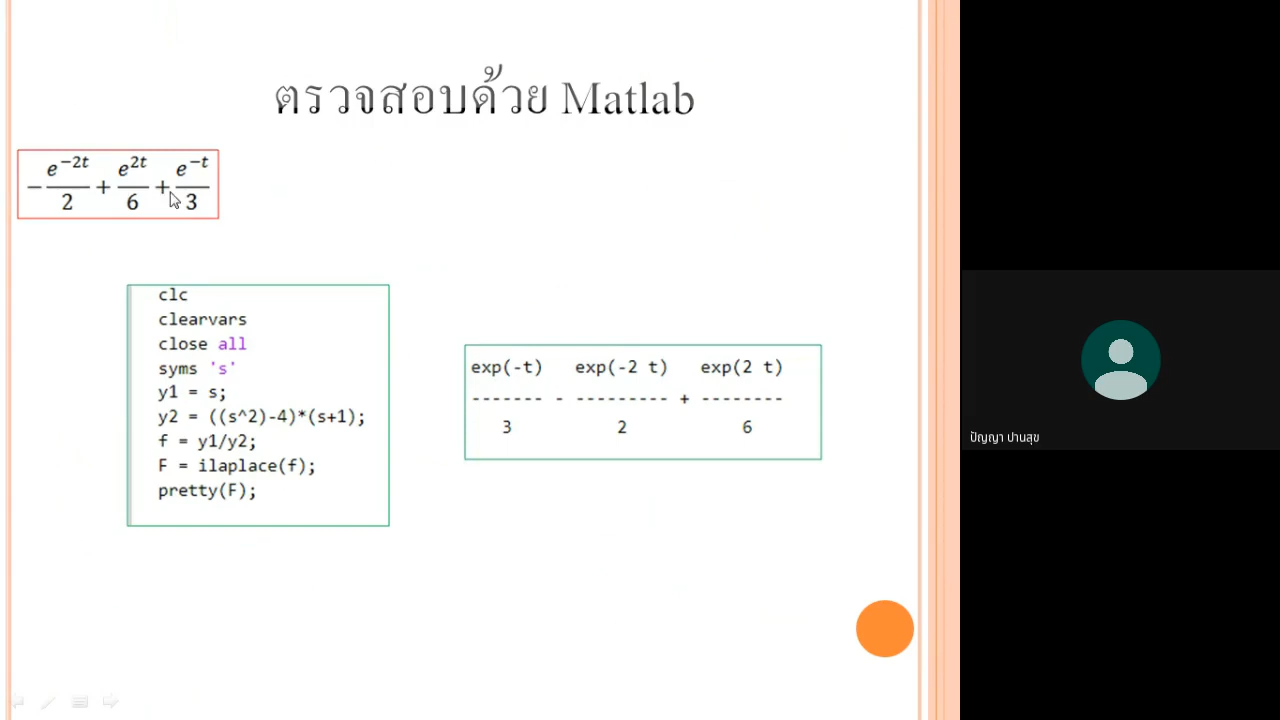 ตรวจสอบด้วย Matlab
− e^{−2t}/2 + e^{2t}/6 + e^{−t}/3
clc
clearvars
close all
syms 's'
y1 = s;
y2 = ((s^2)-4)*(s+1);
f = y1/y2;
F = ilaplace(f);
pretty(F);
exp(-t)   exp(-2 t)   exp(2 t)
------- - --------- + --------
3   2   6
ปัญญา ปานสุข